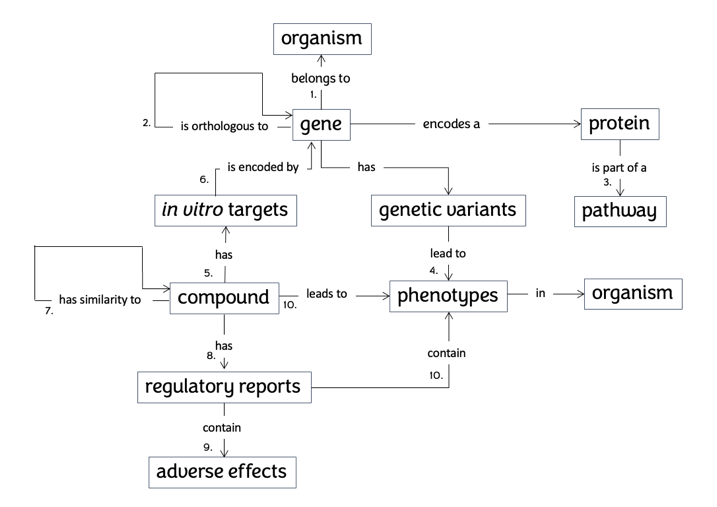 organism
belongs to
1.
2.
is orthologous to
gene
encodes a
protein
is encoded by
has
is part of a
3.
6.
in vitro targets
genetic variants
pathway
has
5.
lead to
4.
has similarity to
7.
compound
10.
leads to
phenotypes
in
organism
has
8.
contain
10.
regulatory reports
contain
9.
adverse effects